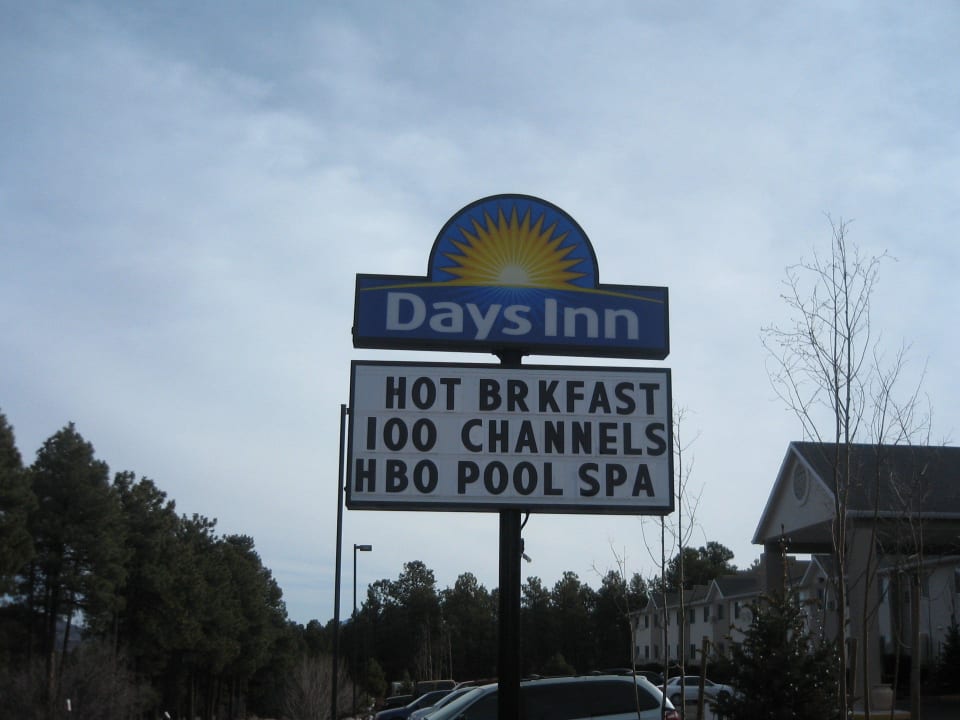 Days Inn
HOT BRKFAST
100 CHANNELS
HBO POOL SPA